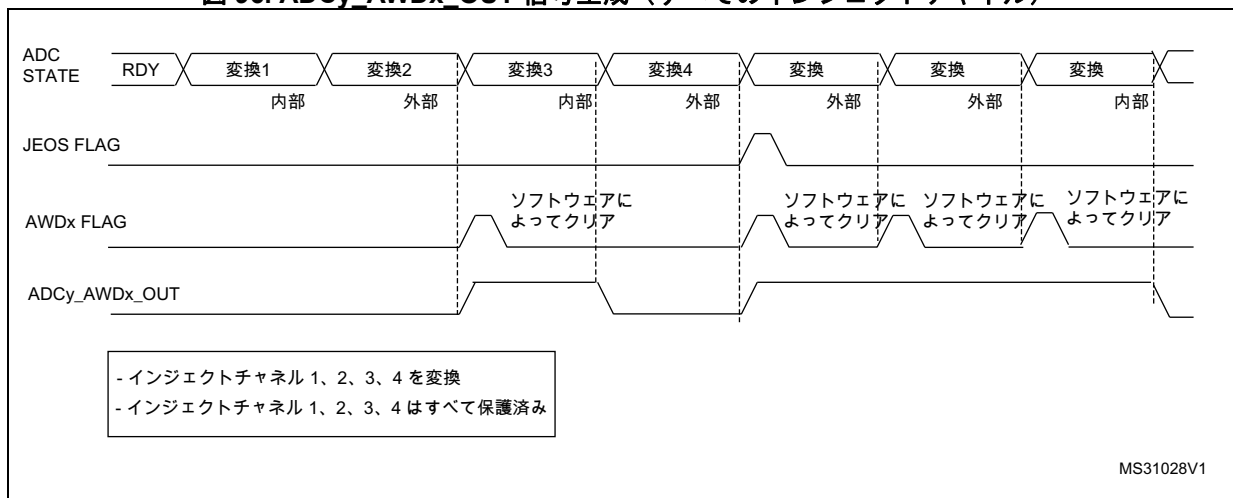 ADC
STATE
RDY 変換1 変換2 変換3 変換4 変換 変換 変換
内部 外部 内部 外部 外部 外部 内部
JEOS FLAG
AWDx FLAG
ソフトウェアに
よってクリア
ソフトウェアに
よってクリア
ソフトウェアに
よってクリア
ソフトウェアに
よってクリア
ADCy_AWDx_OUT
- インジェクトチャネル 1、2、3、4 を変換
- インジェクトチャネル 1、2、3、4 はすべて保護済み
MS31028V1